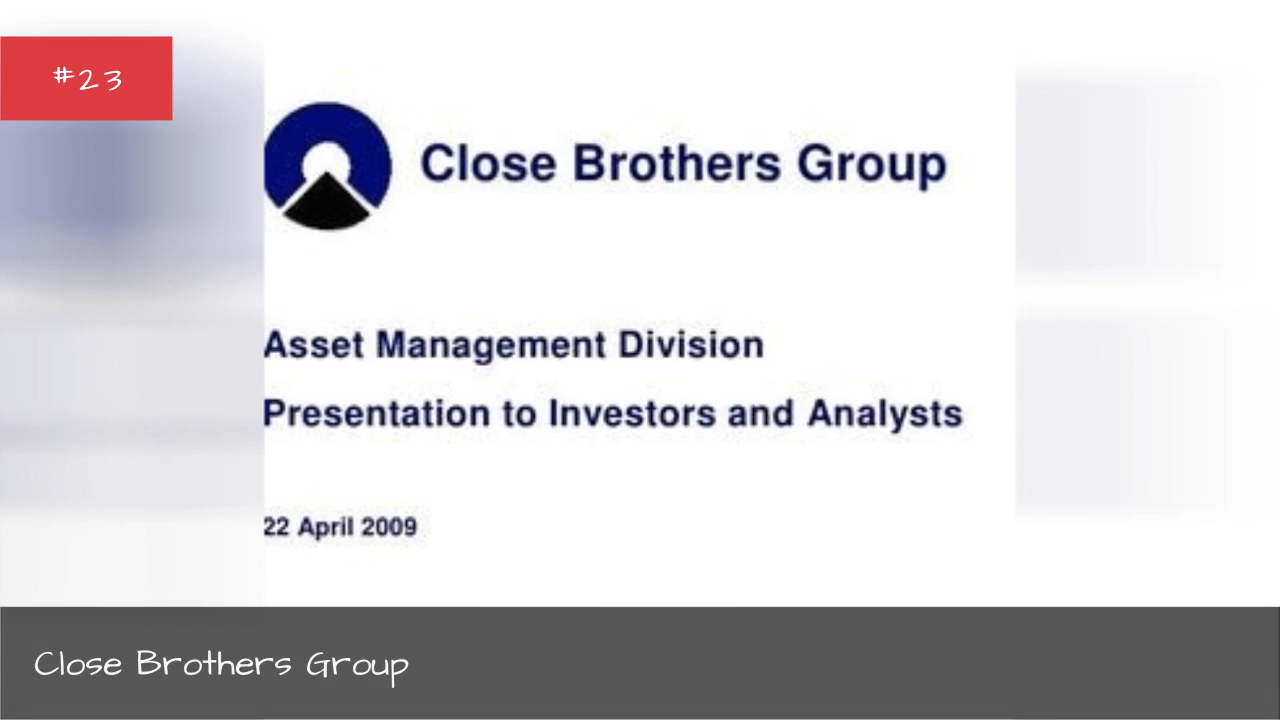 #23
Close Brothers Group
Asset Management Division
Presentation to Investors and Analysts
22 April 2009
Close Brothers Group